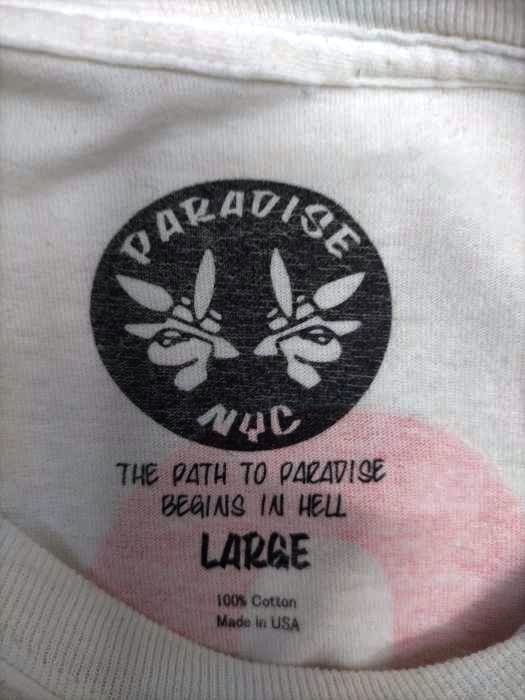 PARADISE
NYC
THE PATH TO PARADISE
BEGINS IN HELL
LARGE
100% Cotton
Made in USA